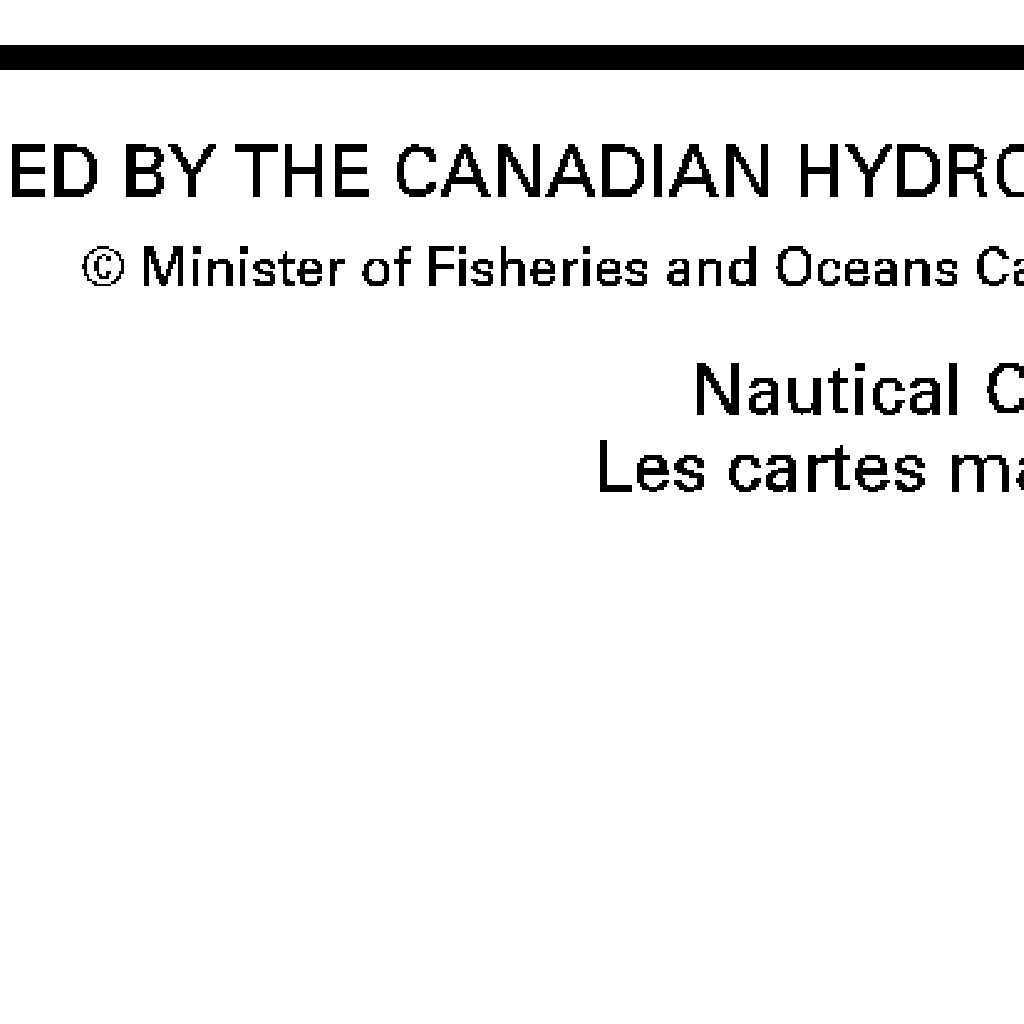 ED BY THE CANADIAN HYDRO
© Minister of Fisheries and Oceans Ca
Nautical C
Les cartes ma